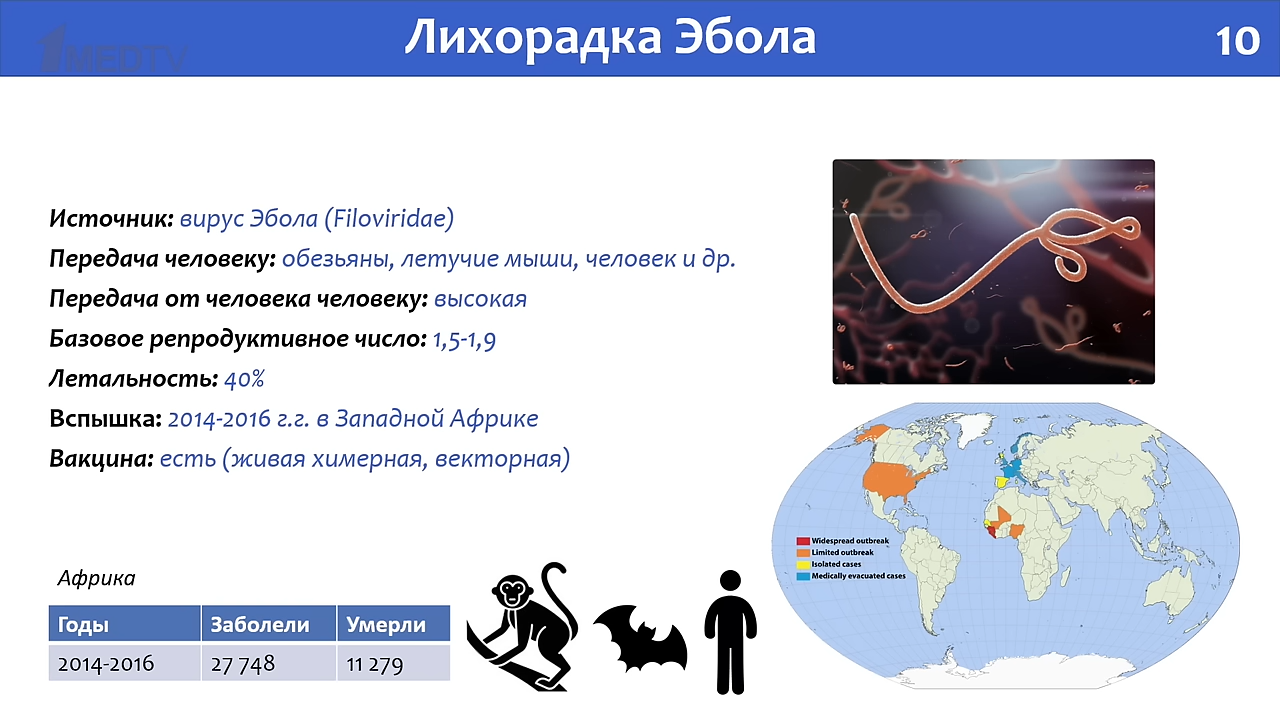 Лихорадка Эбола
10
1MEDTV
Источник: вирус Эбола (Filoviridae)
Передача человеку: обезьяны, летучие мыши, человек и др.
Передача от человека человеку: высокая
Базовое репродуктивное число: 1,5-1,9
Летальность: 40%
Вспышка: 2014-2016 г.г. в Западной Африке
Вакцина: есть (живая химерная, векторная)
Widespread outbreak
Limited outbreak
Isolated cases
Medically evacuated cases
Африка
Годы Заболели Умерли
2014-2016 27 748 11 279